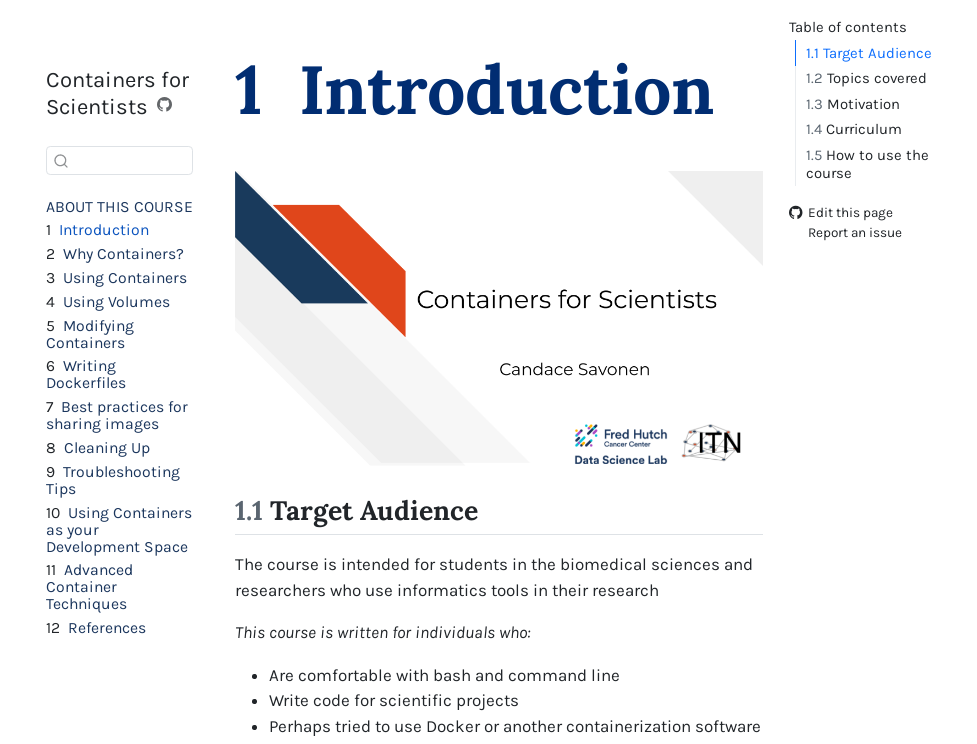 Containers for
Scientists
ABOUT THIS COURSE
1 Introduction
2 Why Containers?
3 Using Containers
4 Using Volumes
5 Modifying
Containers
6 Writing
Dockerfiles
7 Best practices for
sharing images
8 Cleaning Up
9 Troubleshooting
Tips
10 Using Containers
as your
Development Space
11 Advanced
Container
Techniques
12 References
1 Introduction
Containers for Scientists
Candace Savonen
Fred Hutch
Cancer Center
Data Science Lab
ITN
1.1 Target Audience
The course is intended for students in the biomedical sciences and
researchers who use informatics tools in their research
This course is written for individuals who:
• Are comfortable with bash and command line
• Write code for scientific projects
• Perhaps tried to use Docker or another containerization software
Table of contents
1.1 Target Audience
1.2 Topics covered
1.3 Motivation
1.4 Curriculum
1.5 How to use the
course
Edit this page
Report an issue